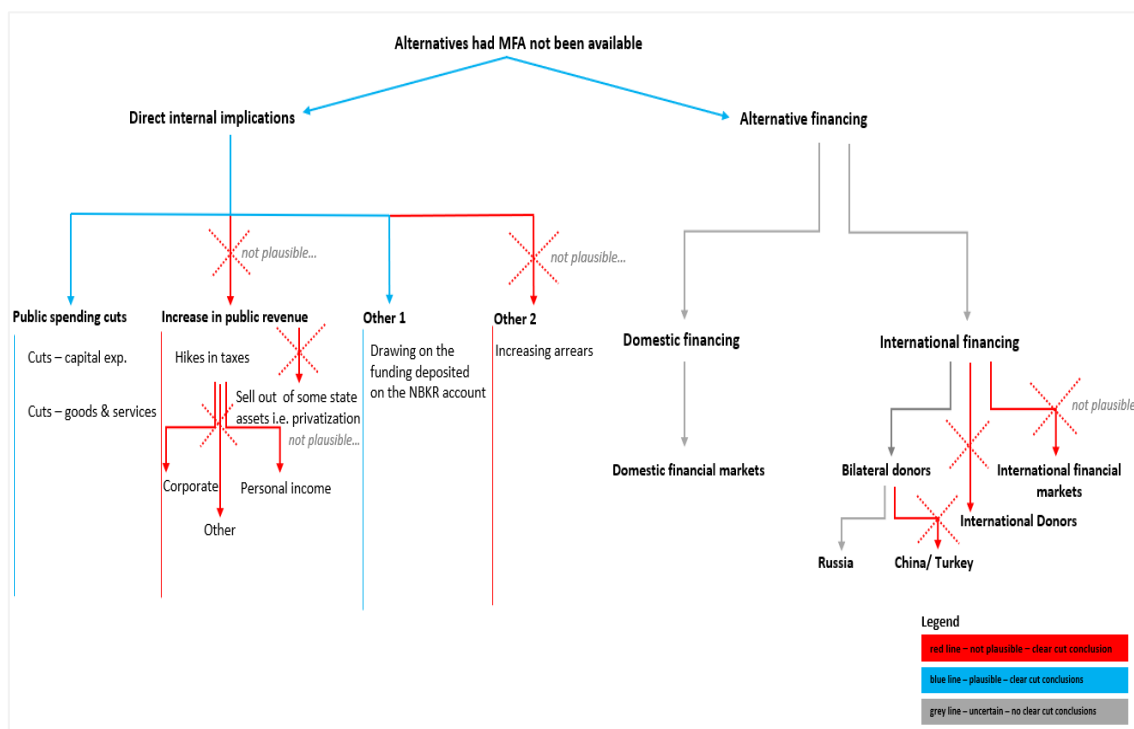 Alternatives had MFA not been available
Direct internal implications
Alternative financing
not plausible...
not plausible...
Public spending cuts
Cuts – capital exp.
Cuts – goods & services
Increase in public revenue
Hikes in taxes
Sell out of some state
assets i.e. privatization
not plausible...
Corporate
Personal income
Other
Other 1
Drawing on the
funding deposited
on the NBKR account
Other 2
Increasing arrears
Domestic financing
Domestic financial markets
International financing
not plausible
Bilateral donors
International financial
markets
International Donors
Russia
China/ Turkey
Legend
red line – not plausible – clear cut conclusion
blue line – plausible – clear cut conclusions
grey line – uncertain – no clear cut conclusions